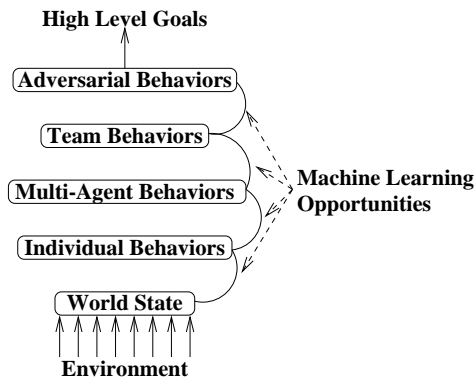 High Level Goals
Adversarial Behaviors
Team Behaviors
Multi-Agent Behaviors
Machine Learning
Opportunities
Individual Behaviors
World State
Environment